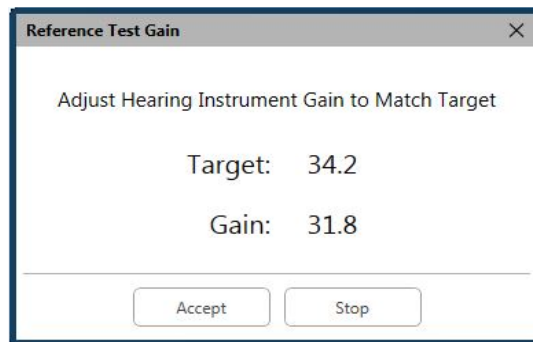 Reference Test Gain
Adjust Hearing Instrument Gain to Match Target
Target: 34.2
Gain: 31.8
Accept Stop